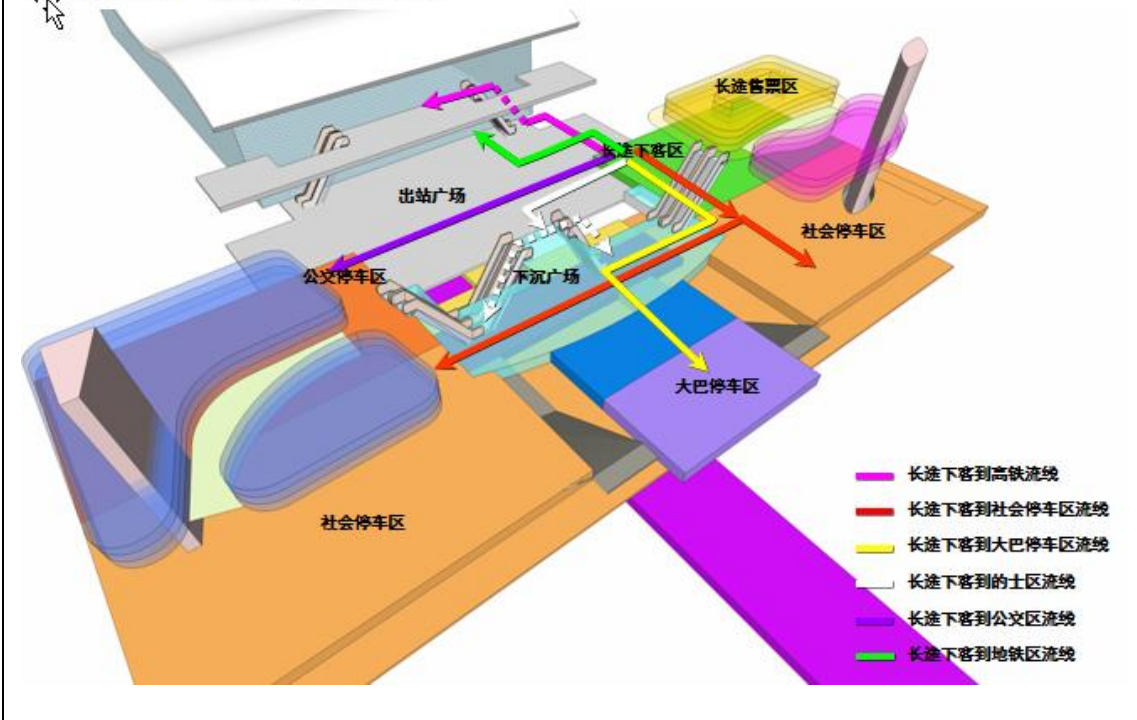 长途售票区
长途下客区
出站广场
社会停车区
公交停车区
下沉广场
大巴停车区
社会停车区
长途下客到高铁流线
长途下客到社会停车区流线
长途下客到大巴停车区流线
长途下客到的士区流线
长途下客到公交区流线
长途下客到地铁区流线